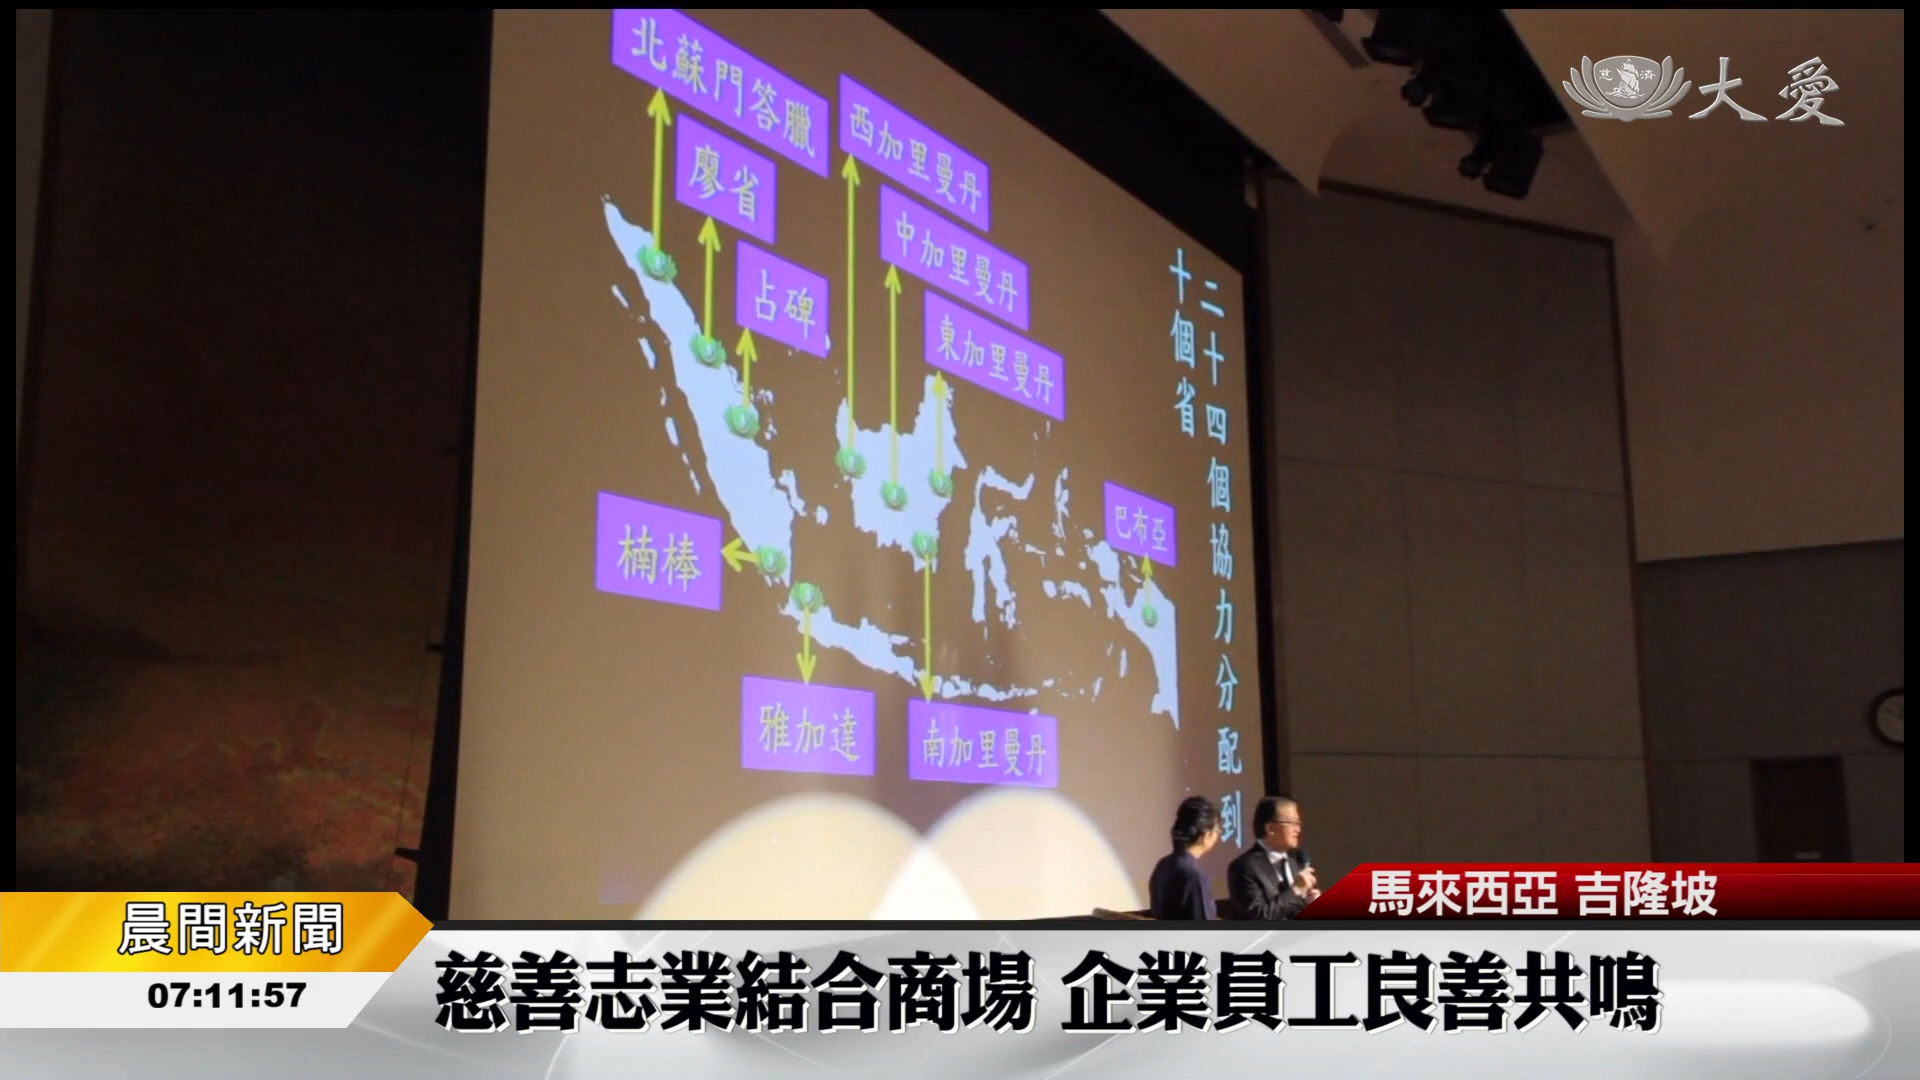 北蘇門答臘
西加里曼丹
大愛
慈濟
廖省
中加里曼丹
占碑
東加里曼丹
二十四個協力分配到
十個省
巴布亞
楠榜
雅加達
南加里曼丹
馬來西亞 吉隆坡
晨間新聞
07:11:57
慈善志業結合商場 企業員工良善共鳴